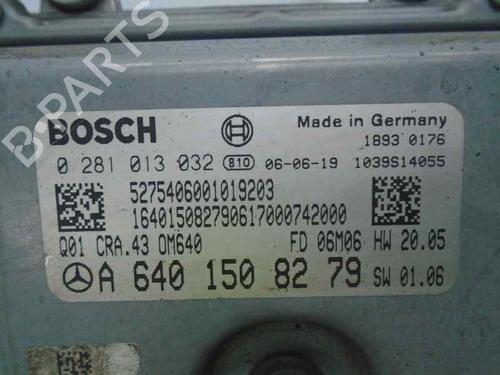 B-PARTS
BOSCH
Made in Germany
1893 0176
0 281 013 032 810 06-06-19 1039S14055
5275406001019203
164015082790617000742000
Q01 CRA.43 OM640 FD 06M06 HW 20.05
A 640 150 82 79 SW 01.06